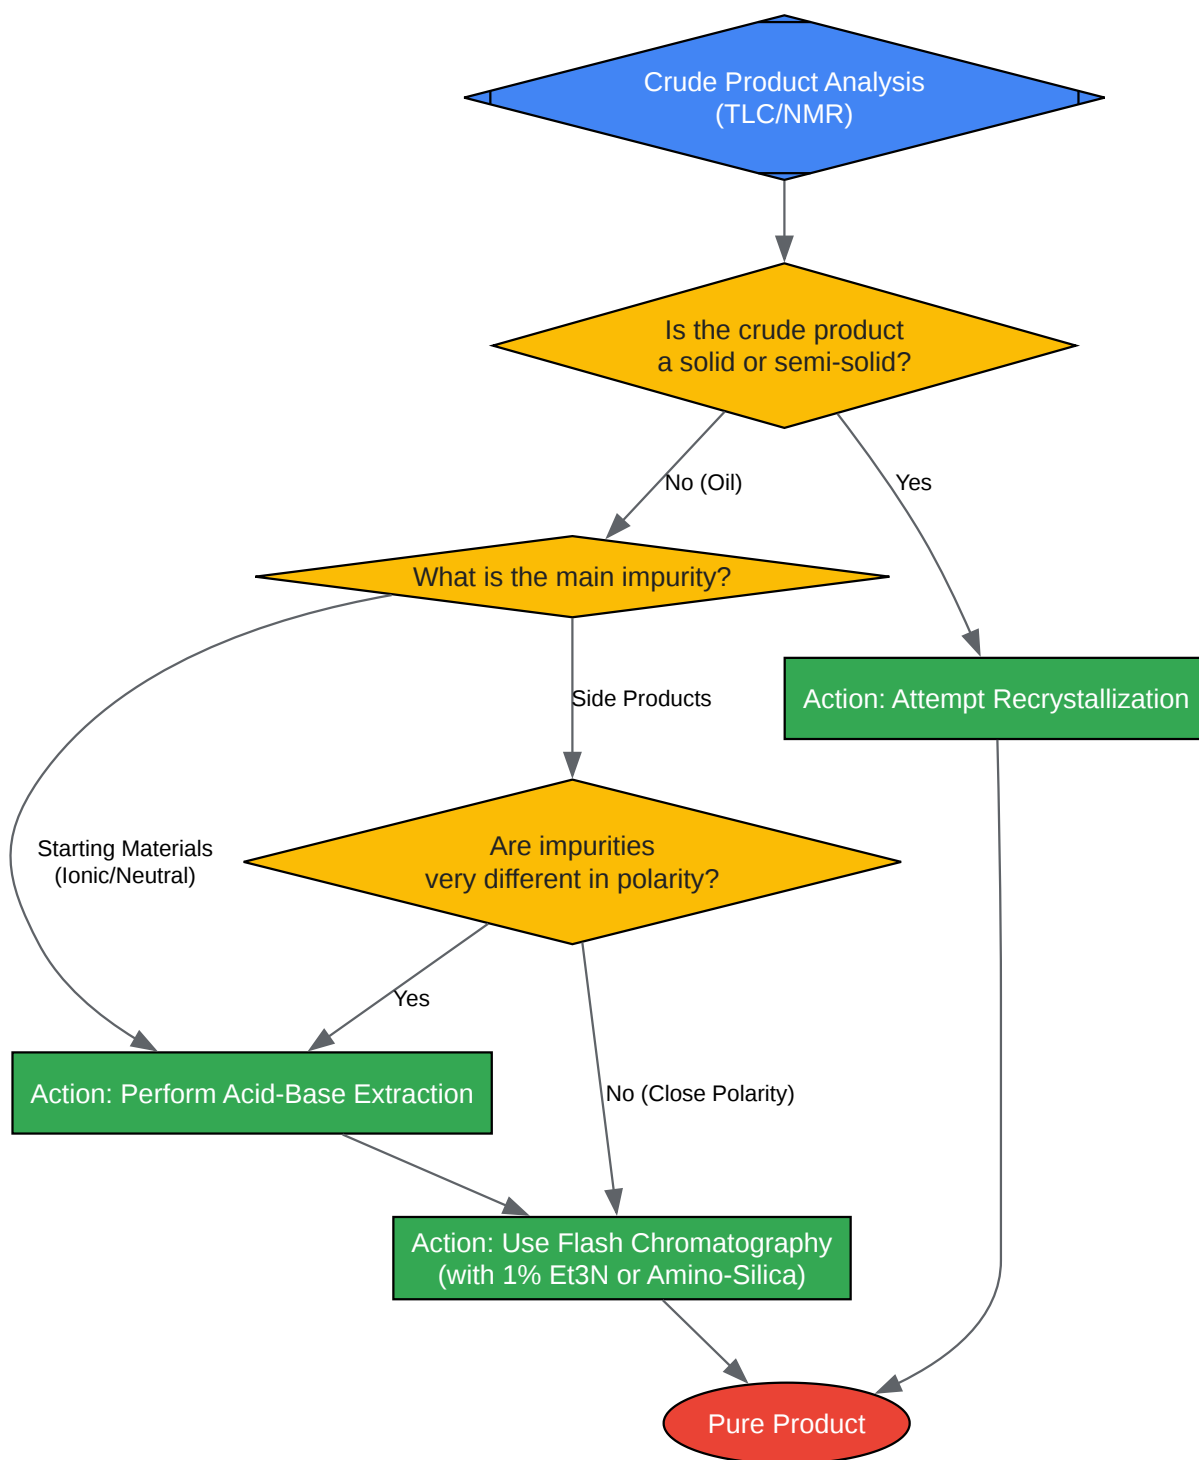 Crude Product Analysis
(TLC/NMR)
Is the crude product
a solid or semi-solid?
No (Oil)
Yes
What is the main impurity?
Side Products
Action: Attempt Recrystallization
Starting Materials
(Ionic/Neutral)
Are impurities
very different in polarity?
Yes
No (Close Polarity)
Action: Perform Acid-Base Extraction
Action: Use Flash Chromatography
(with 1% Et3N or Amino-Silica)
Pure Product